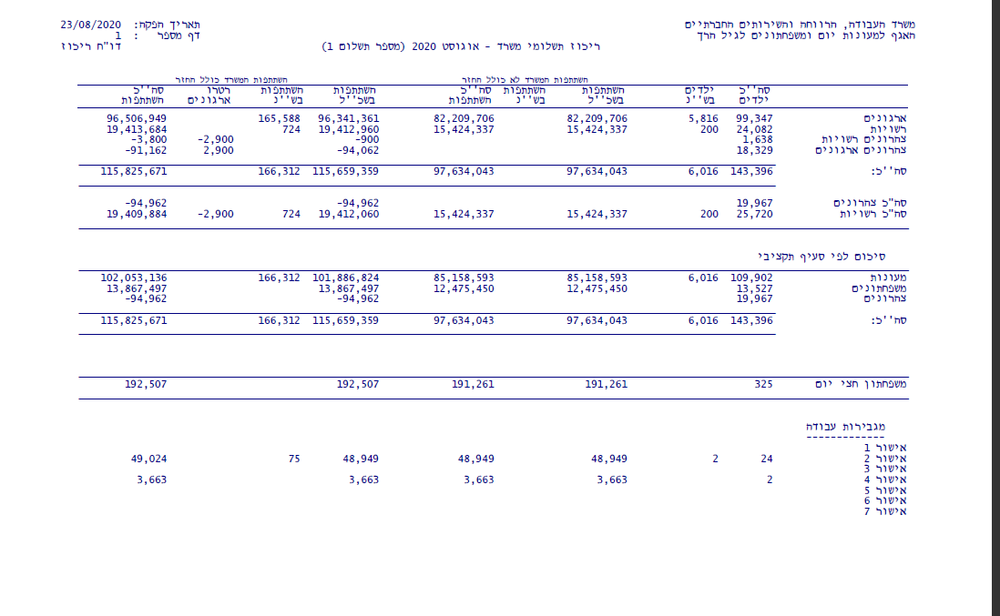 משרד העבודה, הרווחה והשירותים החברתיים תאריך הפקה: 23/08/2020
האגף למעונות יום ומשפחתונים לגיל הרך דף מספר : 1
ריכוז תשלומי משרד - אוגוסט 2020 (מספר תשלום 1) דו"ח ריכוז
השתתפות המשרד לא כולל החזר השתתפות המשרד כולל החזר
סה''כ ילדים השתתפות השתתפות סה''כ השתתפות השתתפות רטרו סה''כ
ילדים בש''נ בשכ''ל בש''נ השתתפות בשכ''ל בש''נ ארגונים השתתפות
ארגונים 99,347 5,816 82,209,706 82,209,706 96,341,361 165,588 96,506,949
רשויות 24,082 200 15,424,337 15,424,337 19,412,960 724 19,413,684
צהרונים רשויות 1,638 -900 -2,900 -3,800
צהרונים ארגונים 18,329 -94,062 2,900 -91,162
סה''כ: 143,396 6,016 97,634,043 97,634,043 115,659,359 166,312 115,825,671
סה"כ צהרונים 19,967 -94,962 -94,962
סה"כ רשויות 25,720 200 15,424,337 15,424,337 19,412,060 724 -2,900 19,409,884
סיכום לפי סעיף תקציבי
מעונות 109,902 6,016 85,158,593 85,158,593 101,886,824 166,312 102,053,136
משפחתונים 13,527 12,475,450 12,475,450 13,867,497 13,867,497
צהרונים 19,967 -94,962 -94,962
סה''כ: 143,396 6,016 97,634,043 97,634,043 115,659,359 166,312 115,825,671
משפחתון חצי יום 325 191,261 191,261 192,507 192,507
מגבירות עבודה
-------------
אישור 1
אישור 2 24 2 48,949 48,949 48,949 75 49,024
אישור 3
אישור 4 2 3,663 3,663 3,663 3,663
אישור 5
אישור 6
אישור 7